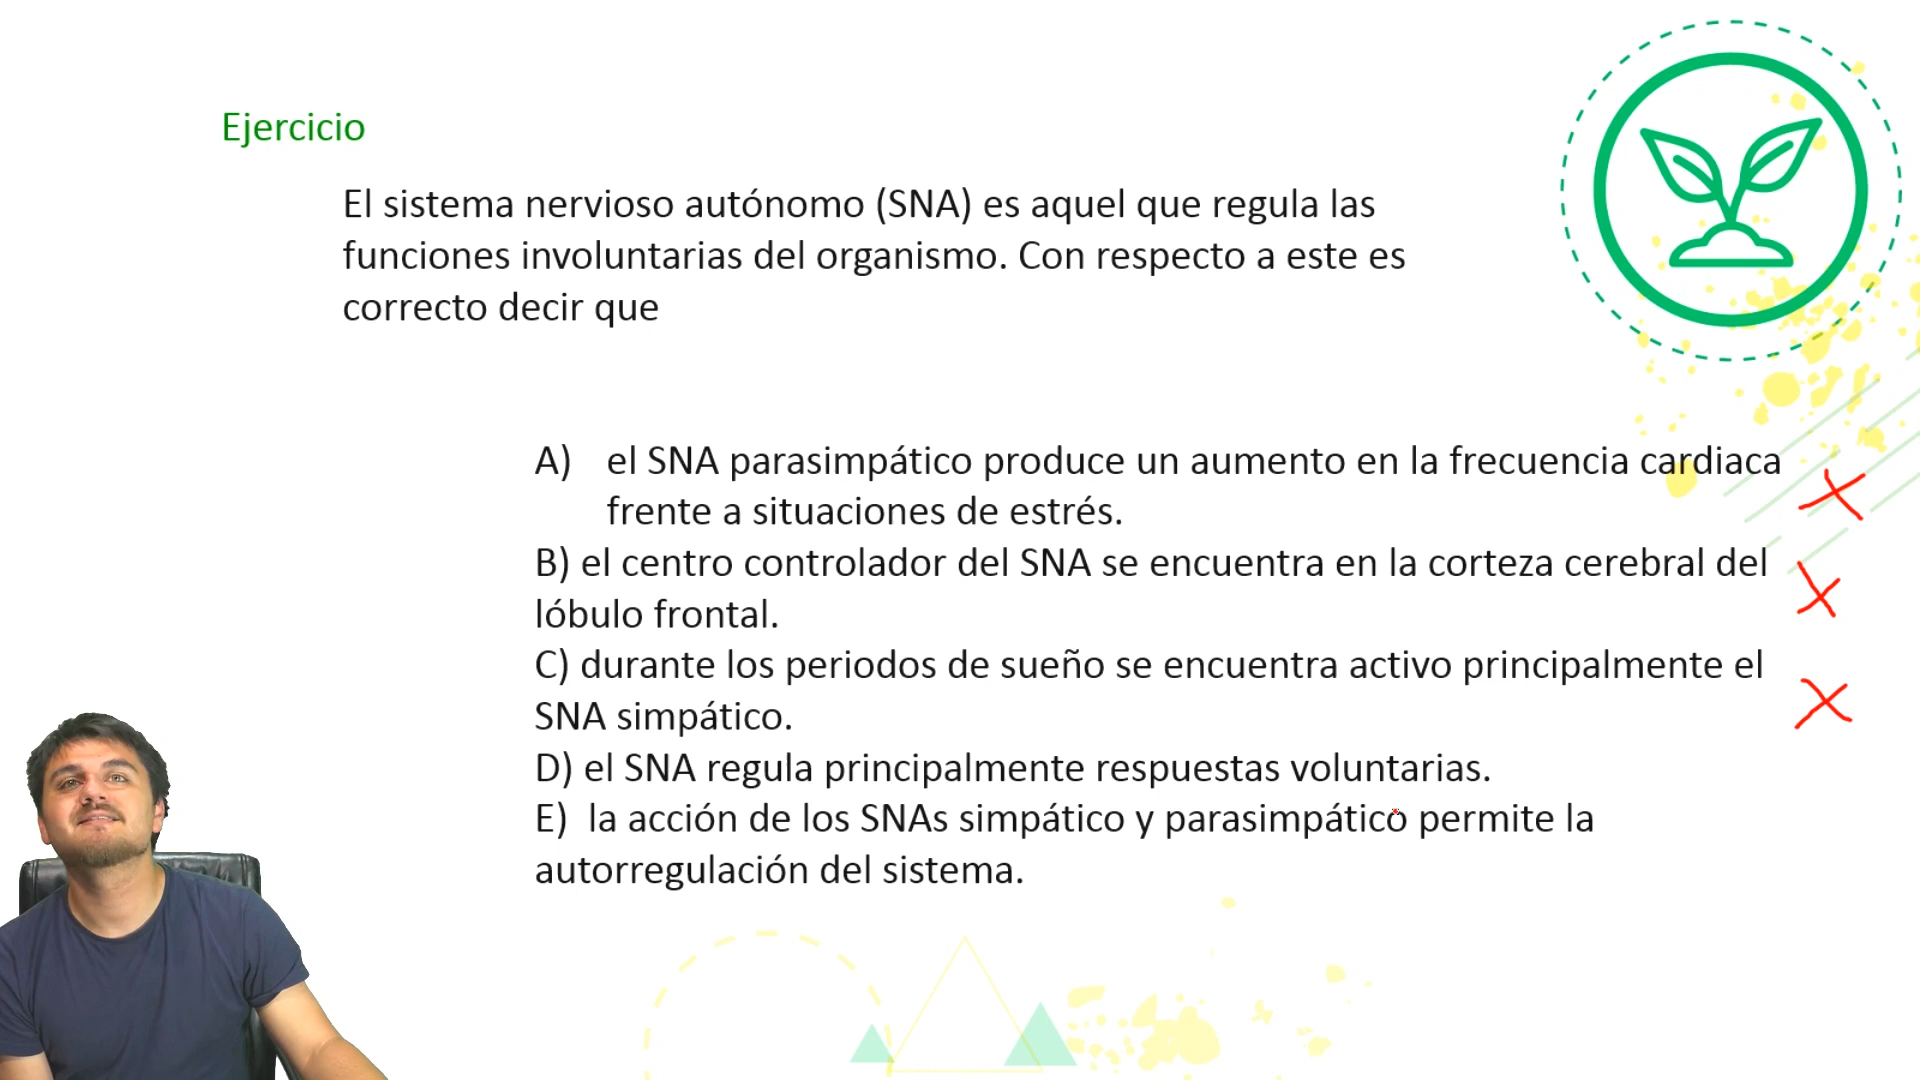 Ejercicio
El sistema nervioso autónomo (SNA) es aquel que regula las
funciones involuntarias del organismo. Con respecto a este es
correcto decir que
A) el SNA parasimpático produce un aumento en la frecuencia cardiaca
frente a situaciones de estrés.
B) el centro controlador del SNA se encuentra en la corteza cerebral del
lóbulo frontal.
C) durante los periodos de sueño se encuentra activo principalmente el
SNA simpático.
D) el SNA regula principalmente respuestas voluntarias.
E) la acción de los SNAs simpático y parasimpático permite la
autorregulación del sistema.